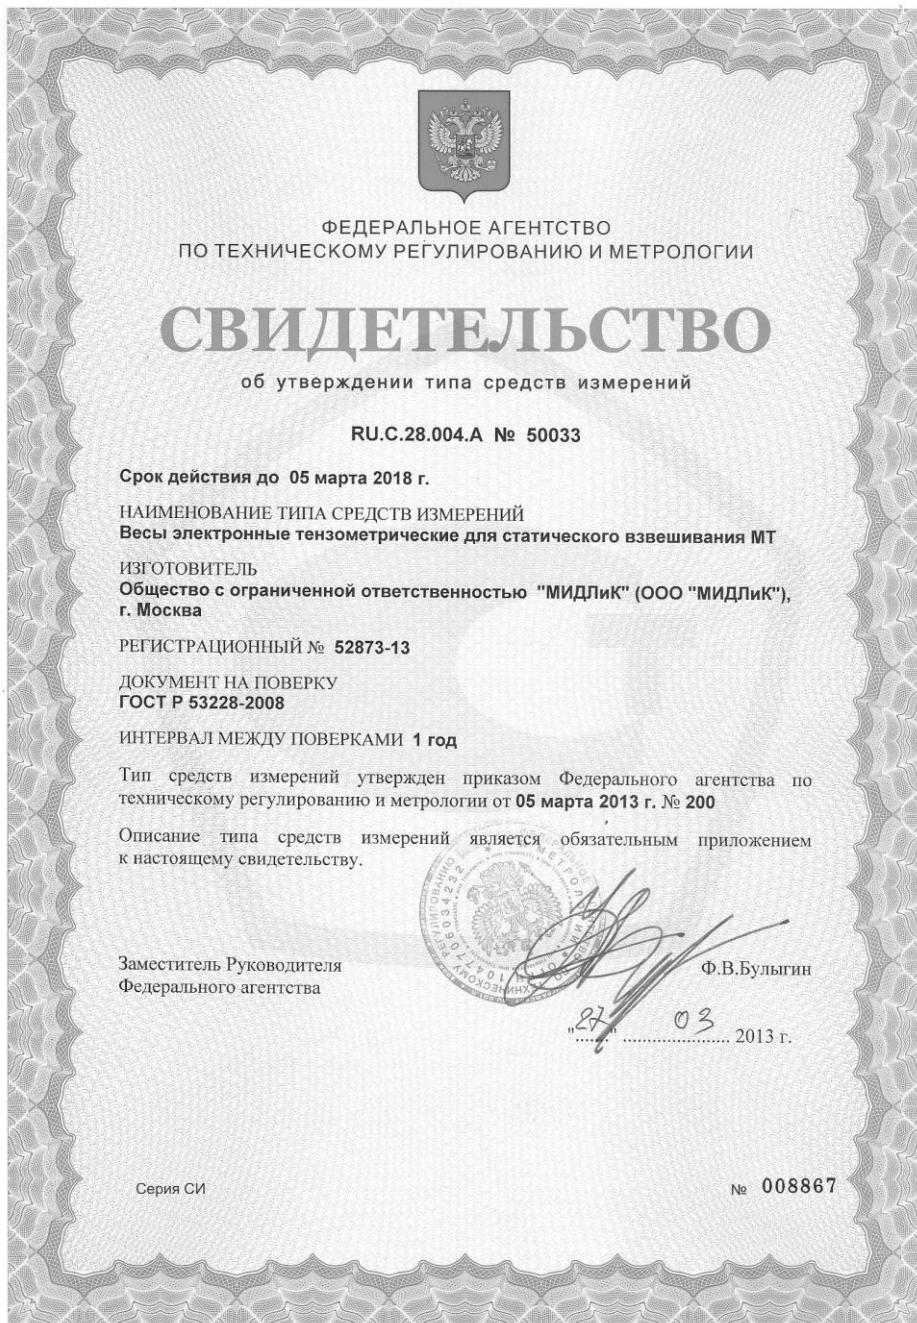 ФЕДЕРАЛЬНОЕ АГЕНТСТВО
ПО ТЕХНИЧЕСКОМУ РЕГУЛИРОВАНИЮ И МЕТРОЛОГИИ
СВИДЕТЕЛЬСТВО
об утверждении типа средств измерений
RU.C.28.004.A № 50033
Срок действия до 05 марта 2018 г.
НАИМЕНОВАНИЕ ТИПА СРЕДСТВ ИЗМЕРЕНИЙ
Весы электронные тензометрические для статического взвешивания МТ
ИЗГОТОВИТЕЛЬ
Общество с ограниченной ответственностью "МИДЛиК" (ООО "МИДЛиК"),
г. Москва
РЕГИСТРАЦИОННЫЙ № 52873-13
ДОКУМЕНТ НА ПОВЕРКУ
ГОСТ Р 53228-2008
ИНТЕРВАЛ МЕЖДУ ПОВЕРКАМИ 1 год
Тип средств измерений утвержден приказом Федерального агентства по
техническому регулированию и метрологии от 05 марта 2013 г. № 200
Описание типа средств измерений является обязательным приложением
к настоящему свидетельству.
Заместитель Руководителя
Федерального агентства
Ф.В.Булыгин
"27" 03 2013 г.
Серия СИ
№ 008867